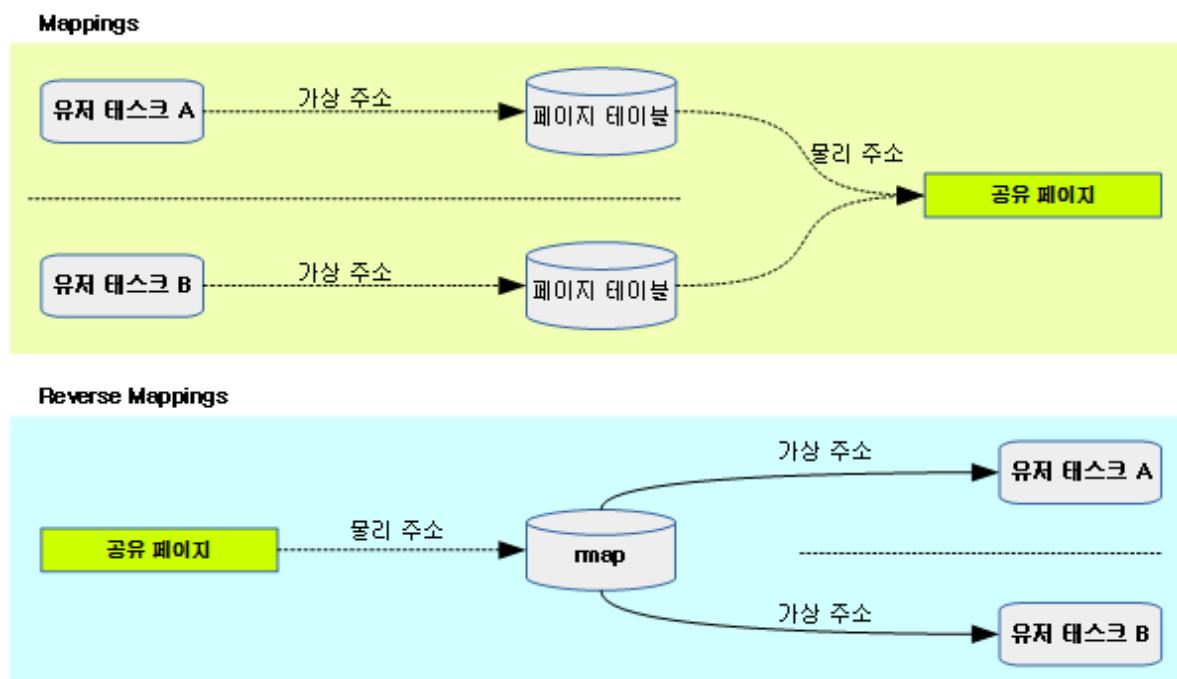 Mappings
유저 태스크 A
가상 주소
페이지 테이블
물리 주소
공유 페이지
유저 태스크 B
가상 주소
페이지 테이블
Reverse Mappings
가상 주소
유저 태스크 A
공유 페이지
물리 주소
rmap
가상 주소
유저 태스크 B